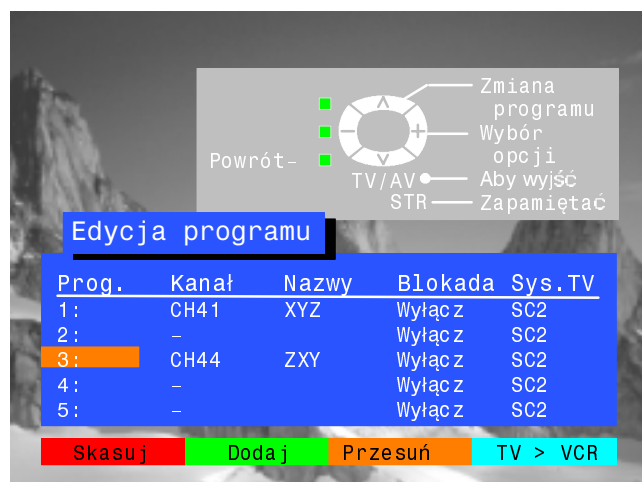 Zmiana
programu
Wybór
Powrót–
opcji
TV/AV Aby wyjść
STR Zapamiętać
Edycja programu
Prog. Kanał Nazwy Blokada Sys.TV
1: CH41 XYZ Wyłącz SC2
2: – Wyłącz SC2
3: CH44 ZXY Wyłącz SC2
4: – Wyłącz SC2
5: – Wyłącz SC2
Skasuj Dodaj Przesuń TV > VCR